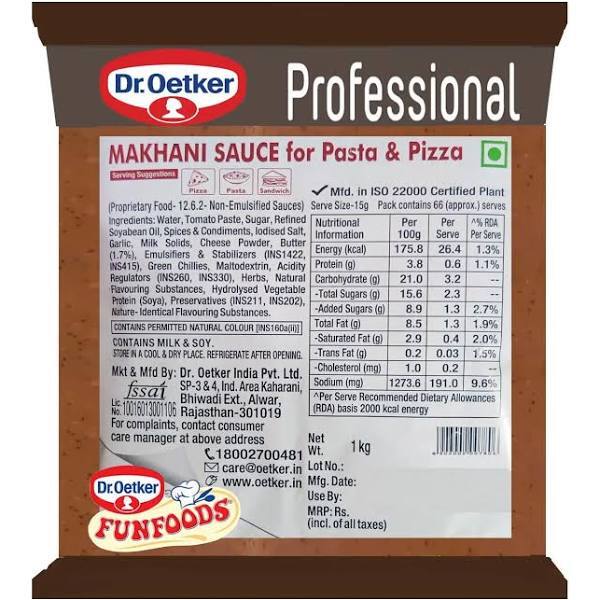 Dr.Oetker
Professional
MAKHANI SAUCE for Pasta & Pizza
Serving Suggestions
Pizza
Pasta
Sandwich
(Proprietary Food- 12.6.2- Non-Emulsified Sauces)
Ingredients: Water, Tomato Paste, Sugar, Refined
Soyabean Oil, Spices & Condiments, Iodised Salt,
Garlic, Milk Solids, Cheese Powder, Butter
(1.7%), Emulsifiers & Stabilizers (INS1422,
INS415), Green Chillies, Maltodextrin, Acidity
Regulators (INS260, INS330), Herbs, Natural
Flavouring Substances, Hydrolysed Vegetable
Protein (Soya), Preservatives (INS211, INS202),
Nature- Identical Flavouring Substances.
CONTAINS PERMITTED NATURAL COLOUR [INS160a(ii)]
CONTAINS MILK & SOY.
STORE IN A COOL & DRY PLACE. REFRIGERATE AFTER OPENING.
Mkt & Mfd By: Dr. Oetker India Pvt. Ltd.
fssai SP-3 & 4, Ind. Area Kaharani,
Bhiwadi Ext., Alwar,
Lic. No. 10016013001106 Rajasthan-301019
For complaints, contact consumer
care manager at above address
18002700481
care@oetker.in
www.oetker.in
Dr.Oetker
FUNFOODS
Mfd. in ISO 22000 Certified Plant
Serve Size-15g Pack contains 66 (approx.) serves
Nutritional Information Per 100g Per Serve ^% RDA Per Serve
Energy (kcal) 175.8 26.4 1.3%
Protein (g) 3.8 0.6 1.1%
Carbohydrate (g) 21.0 3.2 --
-Total Sugars (g) 15.6 2.3 --
-Added Sugars (g) 8.9 1.3 2.7%
Total Fat (g) 8.5 1.3 1.9%
-Saturated Fat (g) 2.9 0.4 2.0%
-Trans Fat (g) 0.2 0.03 1.5%
-Cholesterol (mg) 1.0 0.2 --
Sodium (mg) 1273.6 191.0 9.6%
^Per Serve Recommended Dietary Allowances
(RDA) basis 2000 kcal energy
Net Wt. 1 kg
Lot No.:
Mfg. Date:
Use By:
MRP: Rs.
(incl. of all taxes)